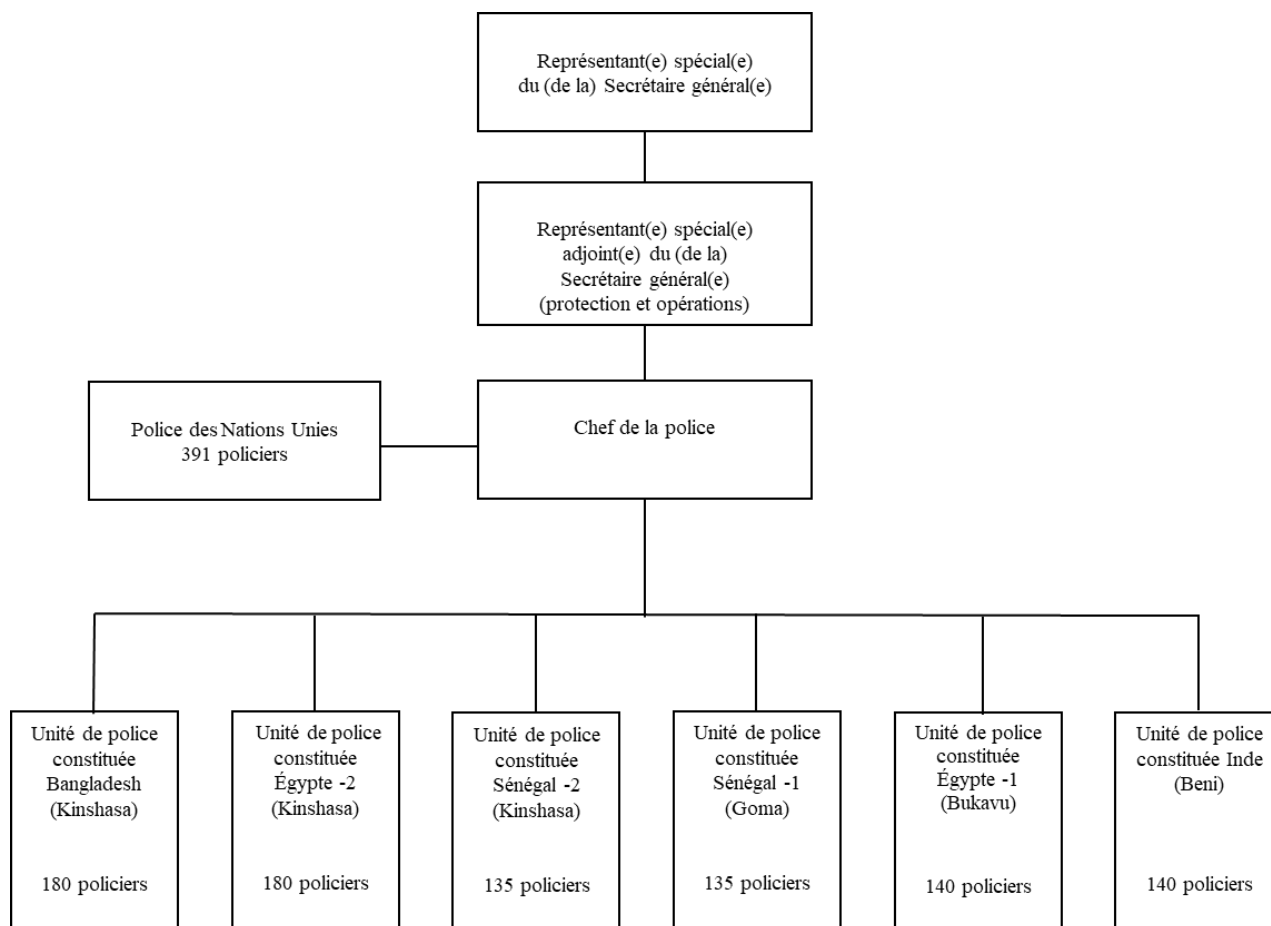 Représentant(e) spécial(e)
du (de la) Secrétaire général(e)
Représentant(e) spécial(e)
adjoint(e) du (de la)
Secrétaire général(e)
(protection et opérations)
Police des Nations Unies
391 policiers
Chef de la police
Unité de police
constituée
Bangladesh
(Kinshasa)
180 policiers
Unité de police
constituée
Égypte -2
(Kinshasa)
180 policiers
Unité de police
constituée
Sénégal -2
(Kinshasa)
135 policiers
Unité de police
constituée
Sénégal -1
(Goma)
135 policiers
Unité de police
constituée
Égypte -1
(Bukavu)
140 policiers
Unité de police
constituée Inde
(Beni)
140 policiers